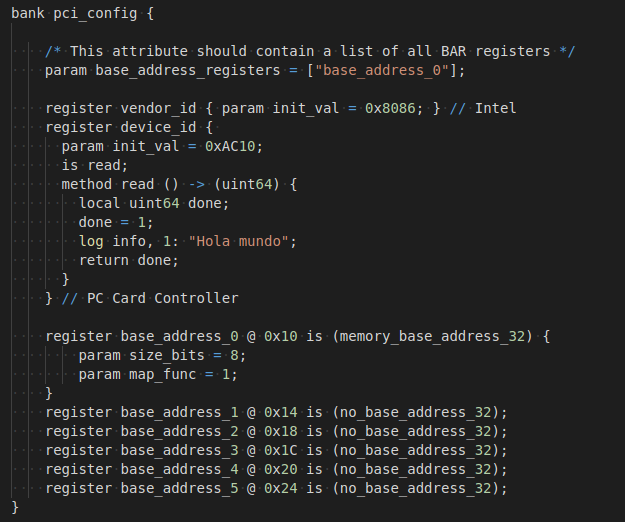 bank pci_config {
/* This attribute should contain a list of all BAR registers */
param base_address_registers = ["base_address_0"];
register vendor_id { param init_val = 0x8086; } // Intel
register device_id {
param init_val = 0xAC10;
is read;
method read () -> (uint64) {
local uint64 done;
done = 1;
log info, 1: "Hola mundo";
return done;
}
} // PC Card Controller
register base_address_0 @ 0x10 is (memory_base_address_32) {
param size_bits = 8;
param map_func = 1;
}
register base_address_1 @ 0x14 is (no_base_address_32);
register base_address_2 @ 0x18 is (no_base_address_32);
register base_address_3 @ 0x1C is (no_base_address_32);
register base_address_4 @ 0x20 is (no_base_address_32);
register base_address_5 @ 0x24 is (no_base_address_32);
}